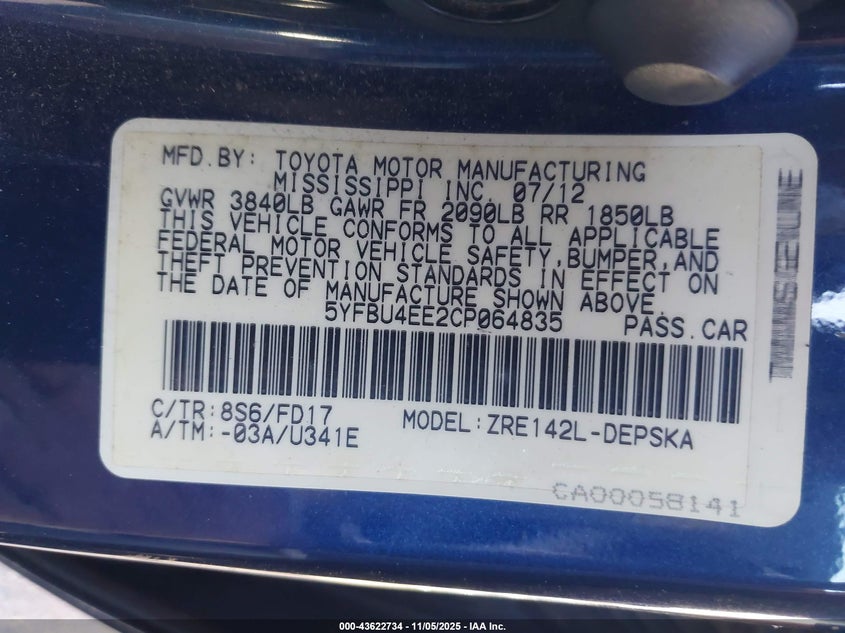 MFD.BY: TOYOTA MOTOR MANUFACTURING
MISSISSIPPI INC. 07/12
GVWR 3840LB GAWR FR 2090LB RR 1850LB
THIS VEHICLE CONFORMS TO ALL APPLICABLE
FEDERAL MOTOR VEHICLE SAFETY,BUMPER,AND
THEFT PREVENTION STANDARDS IN EFFECT ON
THE DATE OF MANUFACTURE SHOWN ABOVE.
5YFBU4EE2CP064835 PASS.CAR
C/TR:8S6/FD17 MODEL:ZRE142L-DEPSKA
A/TM:-03A/U341E
CA00058141
000-43622734 — 11/05/2025 - IAA Inc.